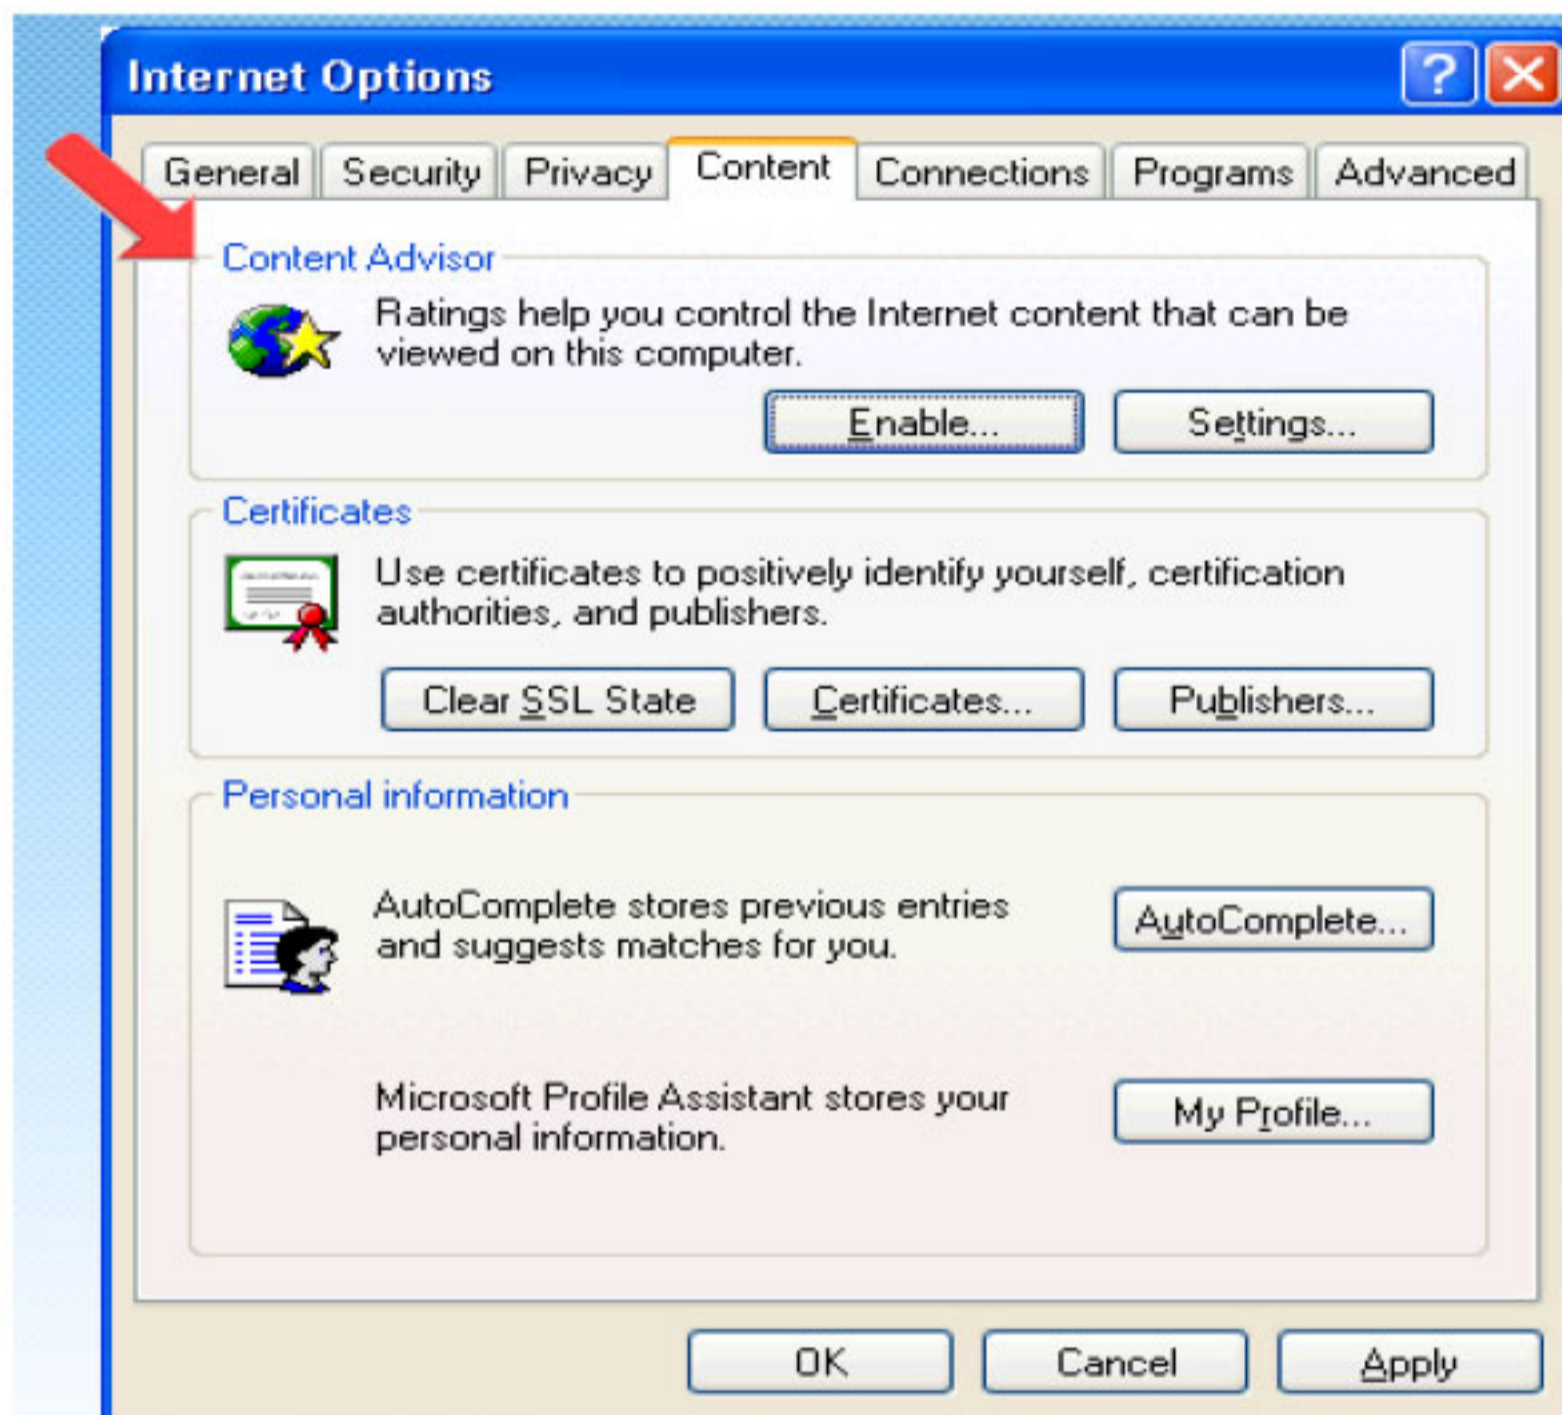 Internet Options
?
General Security Privacy Content Connections Programs Advanced
Content Advisor
Ratings help you control the Internet content that can be
viewed on this computer.
Enable... Settings...
Certificates
Use certificates to positively identify yourself, certification
authorities, and publishers.
Clear SSL State Certificates... Publishers...
Personal information
AutoComplete stores previous entries
and suggests matches for you.
AutoComplete...
Microsoft Profile Assistant stores your
personal information.
My Profile...
OK Cancel Apply